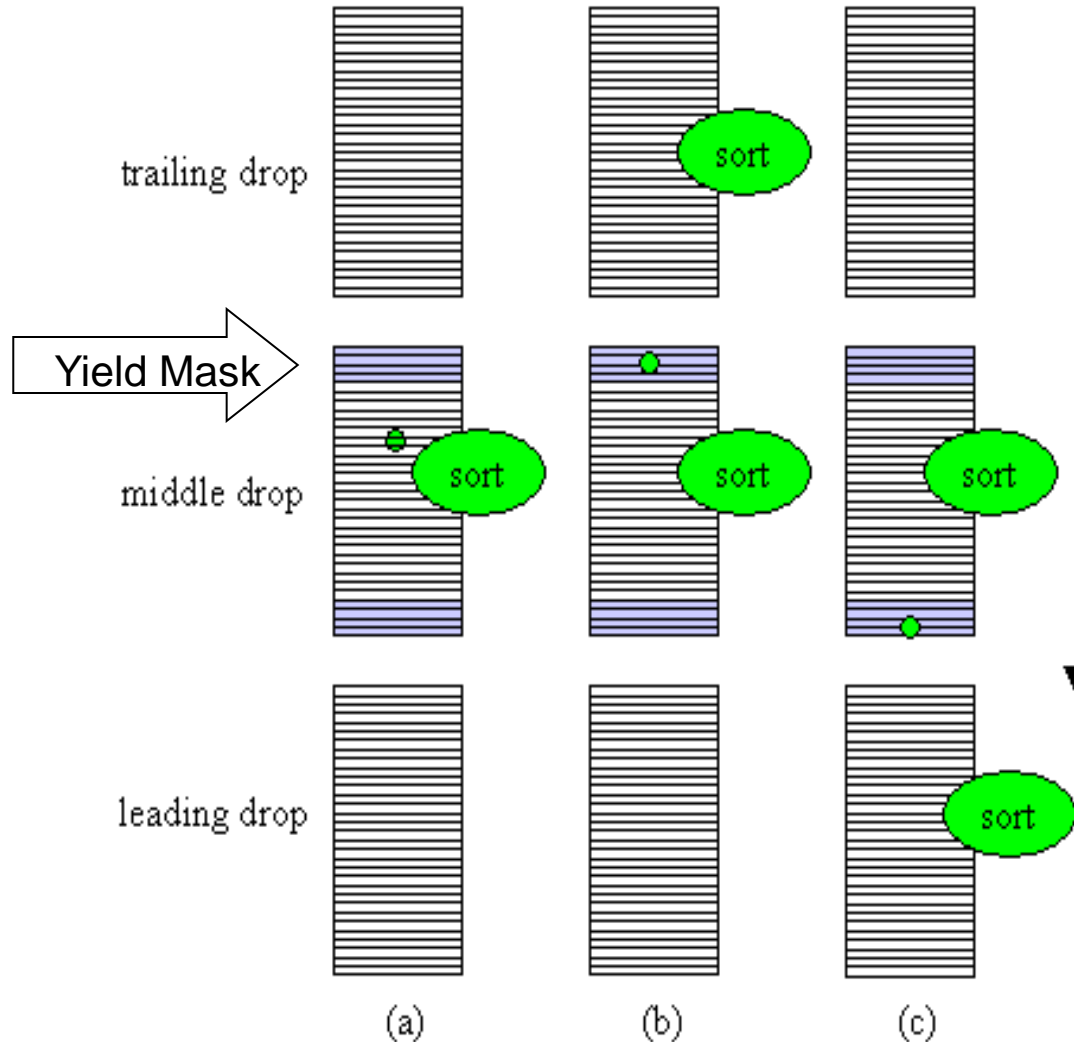 trailing drop
sort
Yield Mask
middle drop
sort
sort
sort
leading drop
sort
(a)
(b)
(c)